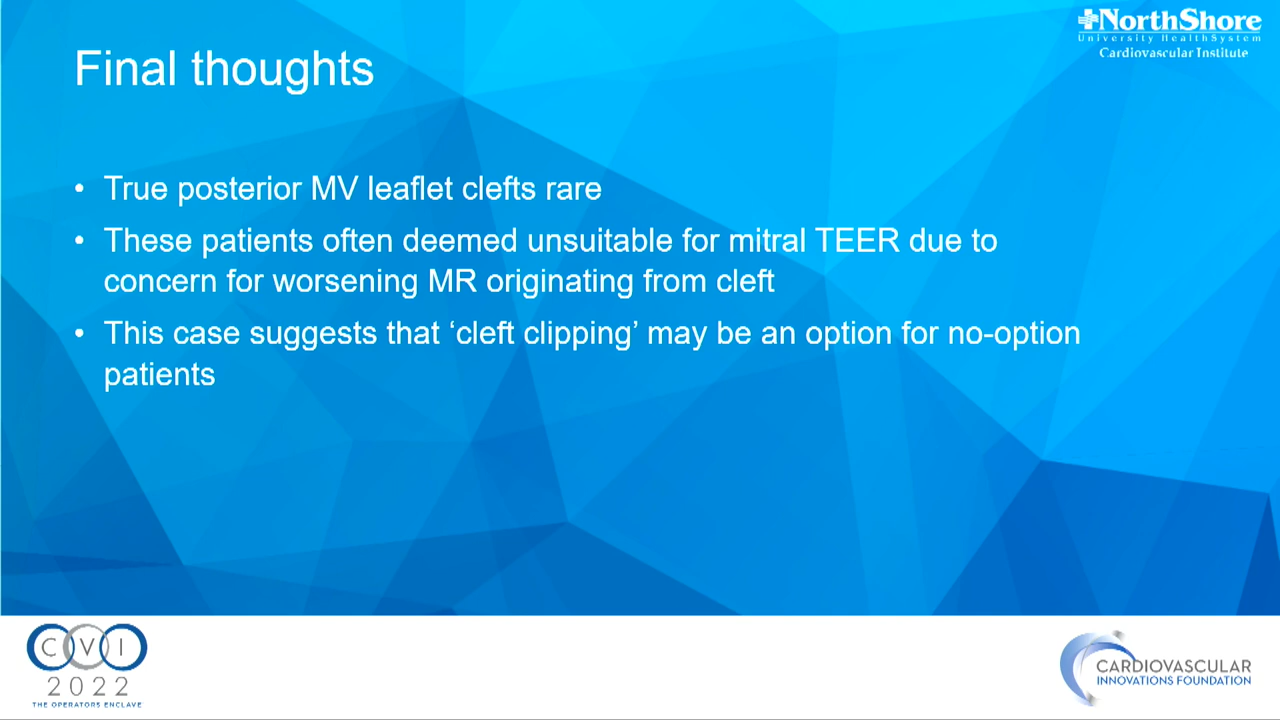 NorthShore
University HealthSystem
Cardiovascular Institute
Final thoughts
• True posterior MV leaflet clefts rare
• These patients often deemed unsuitable for mitral TEER due to
concern for worsening MR originating from cleft
• This case suggests that ‘cleft clipping’ may be an option for no-option
patients
CVI
2022
THE OPERATORS ENCLAVE
CARDIOVASCULAR
INNOVATIONS FOUNDATION